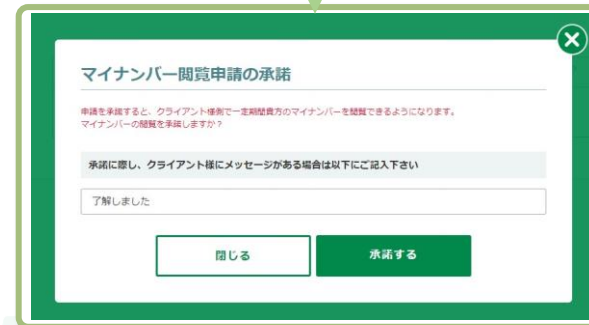 マイナンバー閲覧申請の承諾
申請を承諾すると、クライアント様側で一定期間貴方のマイナンバーを閲覧できるようになります。
マイナンバーの閲覧を承諾しますか？
承諾に際し、クライアント様にメッセージがある場合は以下にご記入下さい
了解しました
閉じる
承諾する